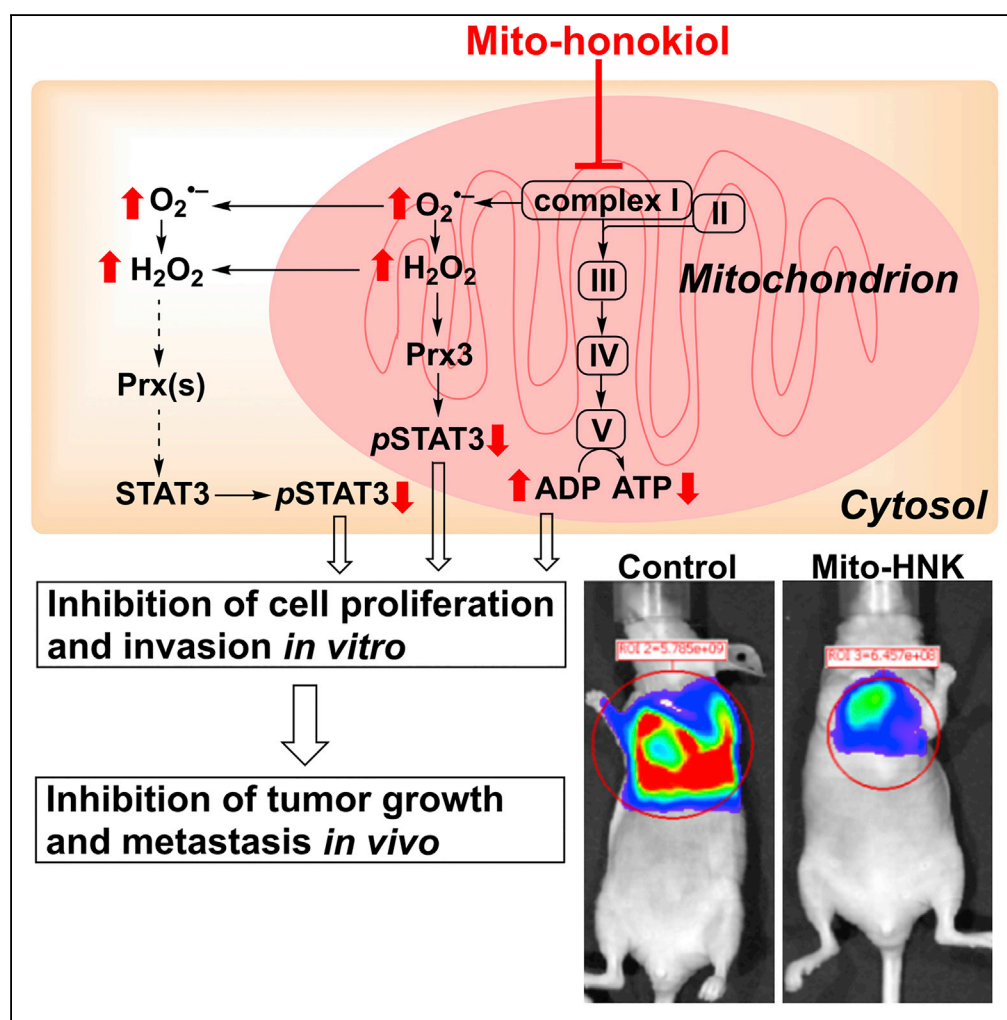 Mito-honokiol
O₂•– O₂•– complex I II
H₂O₂ H₂O₂ III Mitochondrion
Prx(s) Prx3 IV
pSTAT3 V
STAT3 pSTAT3 ADP ATP Cytosol
Inhibition of cell proliferation
and invasion in vitro
Inhibition of tumor growth
and metastasis in vivo
Control Mito-HNK
ROI 2=5.785e+09 ROI 3=6.457e+08